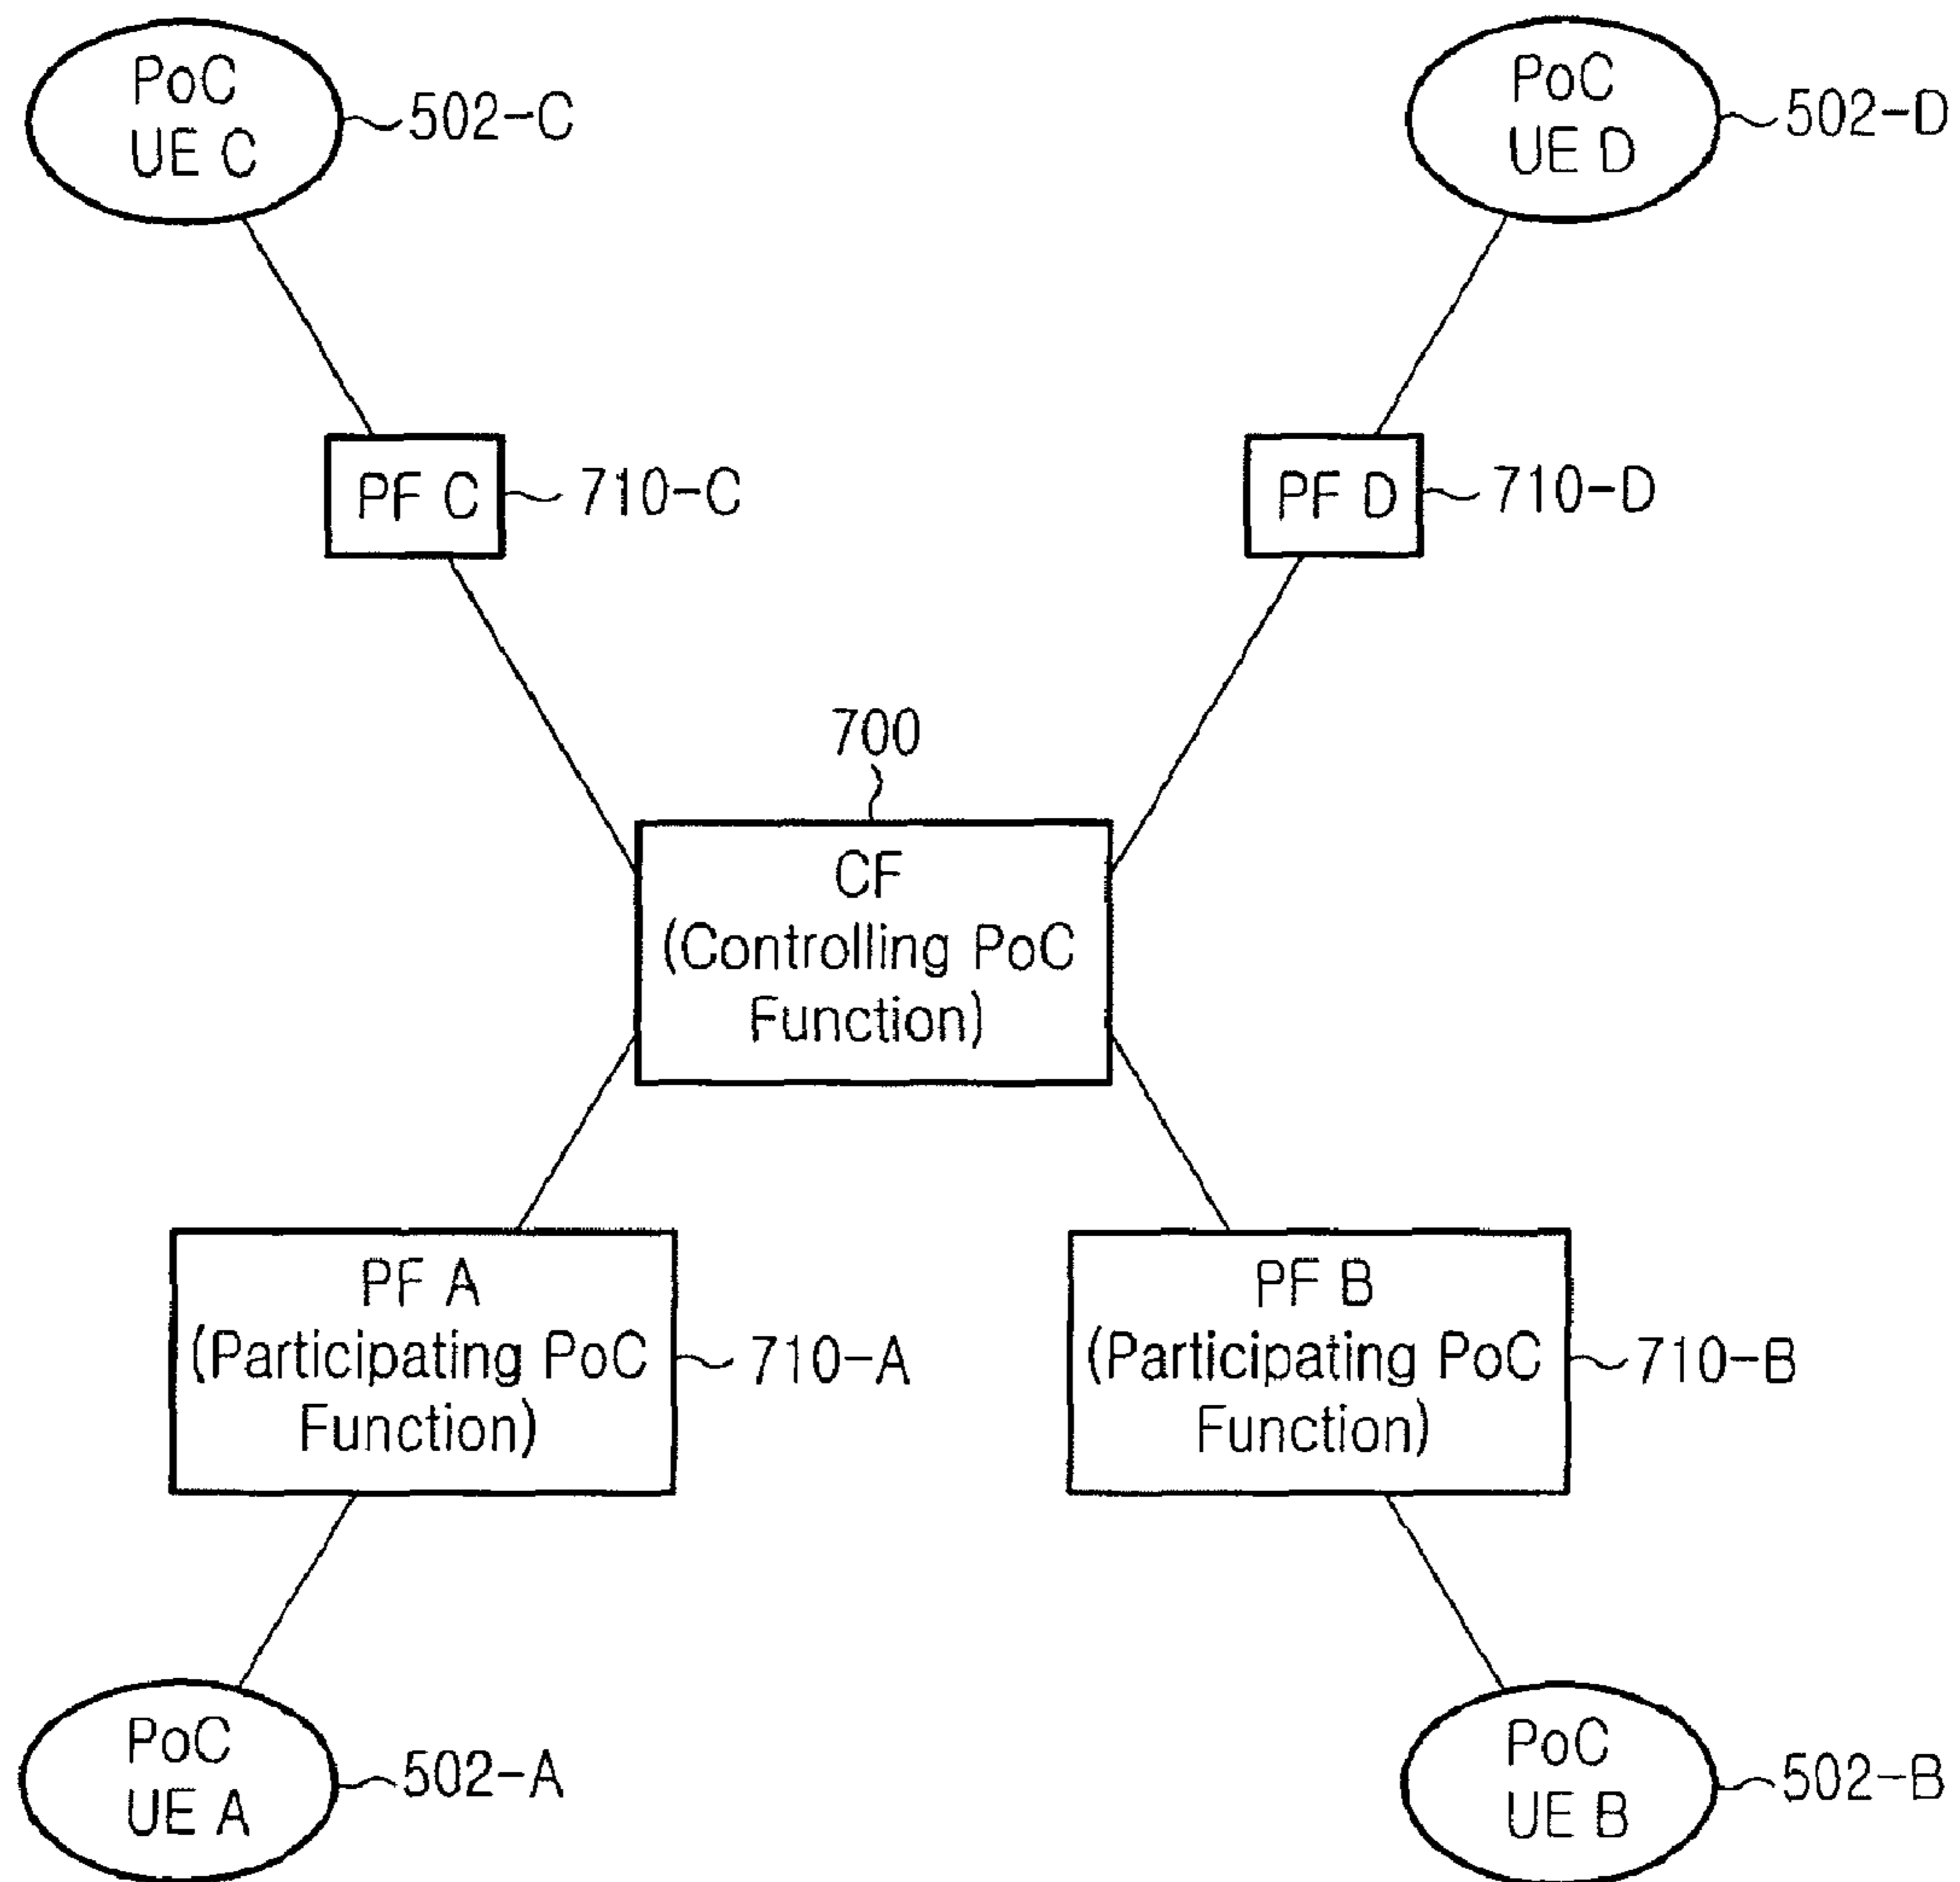 PoC
UE C
502-C
PoC
UE D
502-D
PF C
710-C
PF D
710-D
700
CF
(Controlling PoC
Function)
PF A
(Participating PoC
Function)
710-A
PF B
(Participating PoC
Function)
710-B
PoC
UE A
502-A
PoC
UE B
502-B